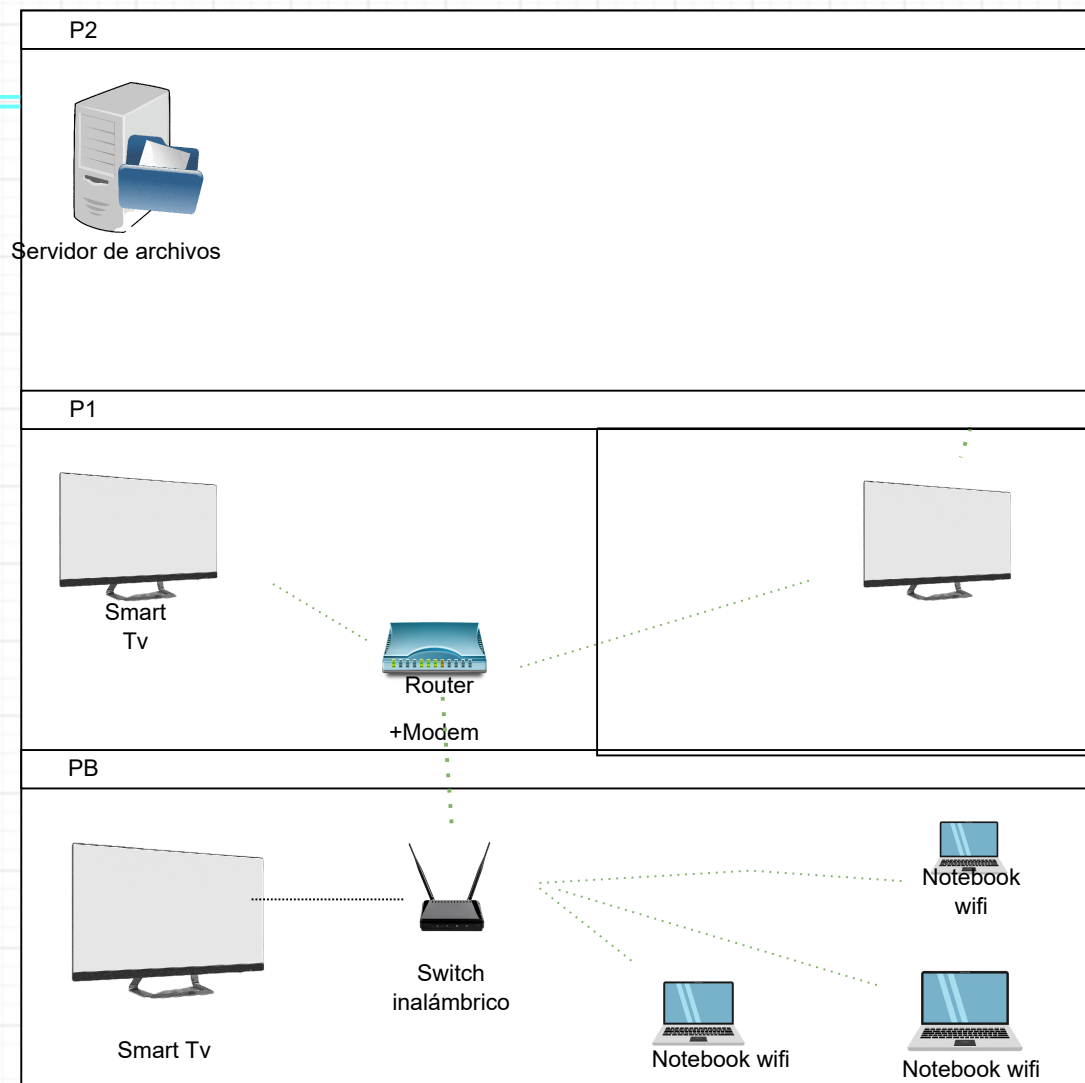 P2
Servidor de archivos
P1
Smart
Tv
Router
+Modem
PB
Notebook
wifi
Switch
inalámbrico
Smart Tv
Notebook wifi
Notebook wifi